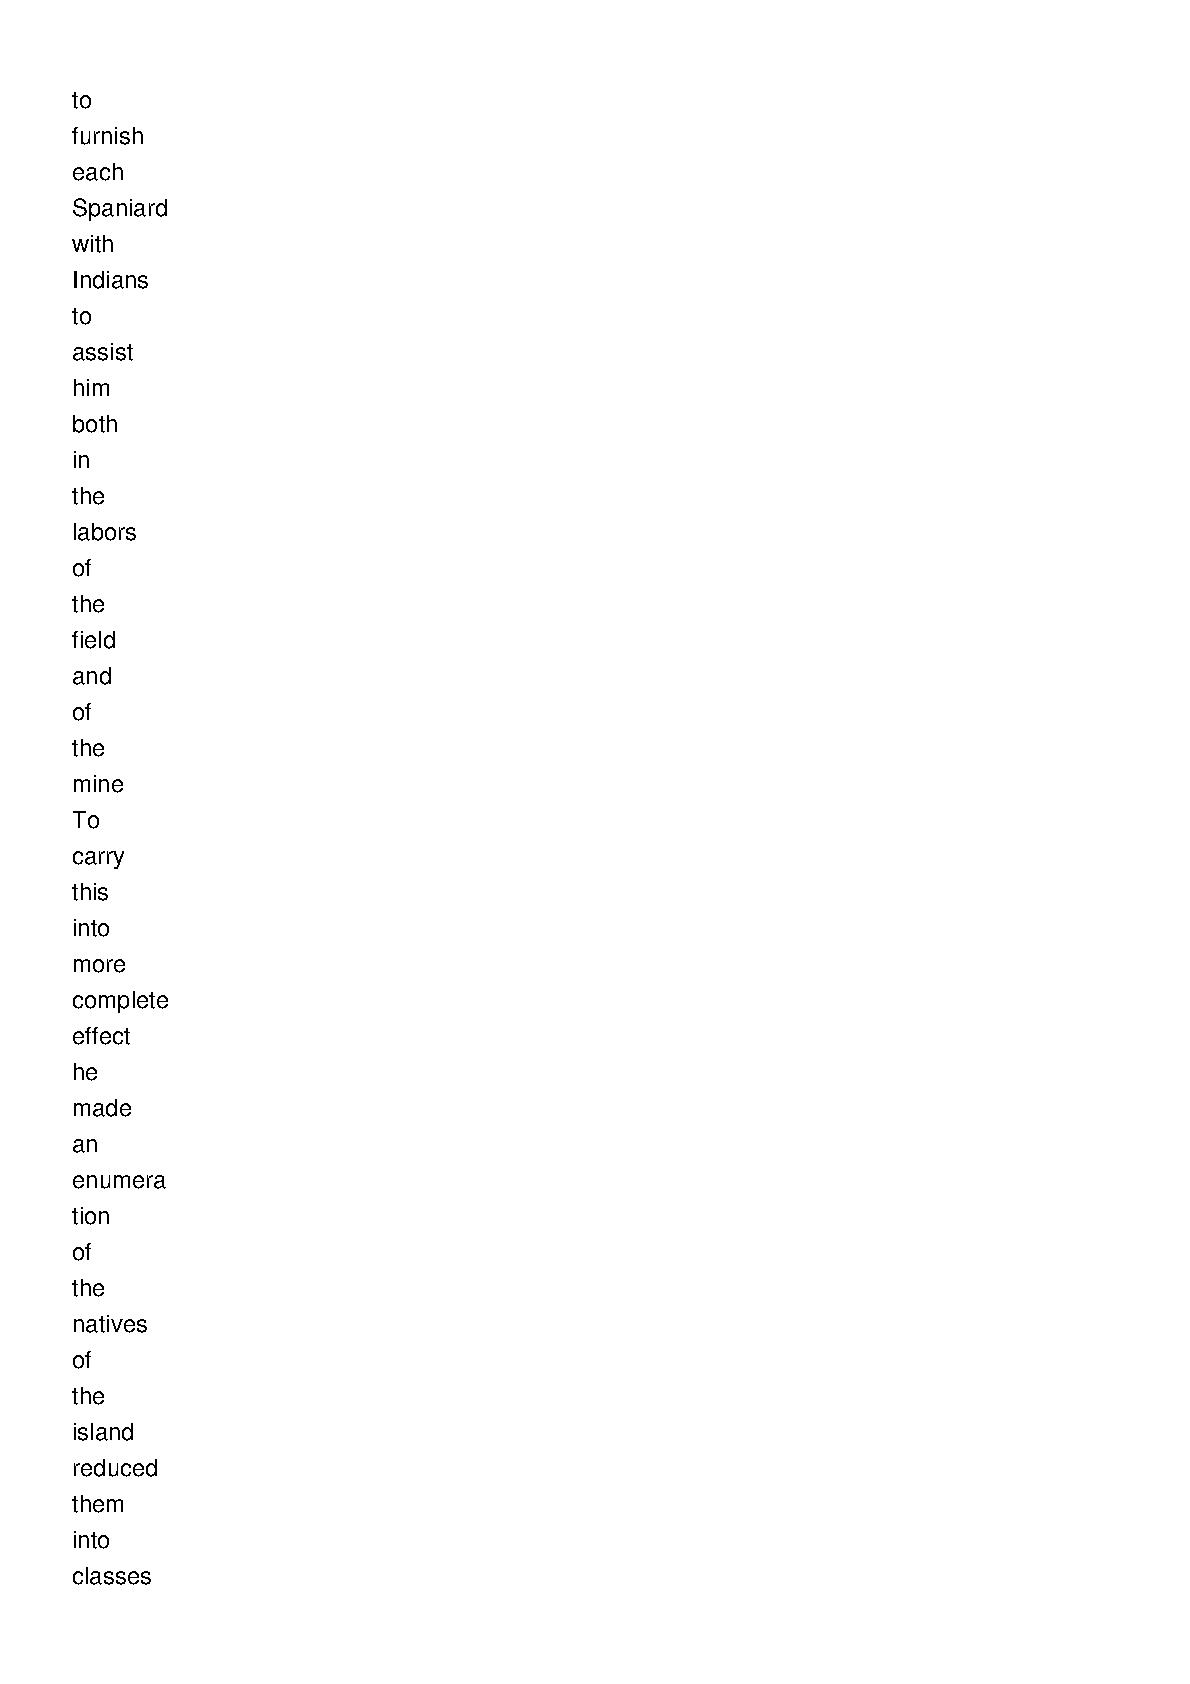 to
furnish
each
Spaniard
with
Indians
to
assist
him
both
in
the
labors
of
the
field
and
of
the
mine
To
carry
this
into
more
complete
effect
he
made
an
enumera
tion
of
the
natives
of
the
island
reduced
them
into
classes